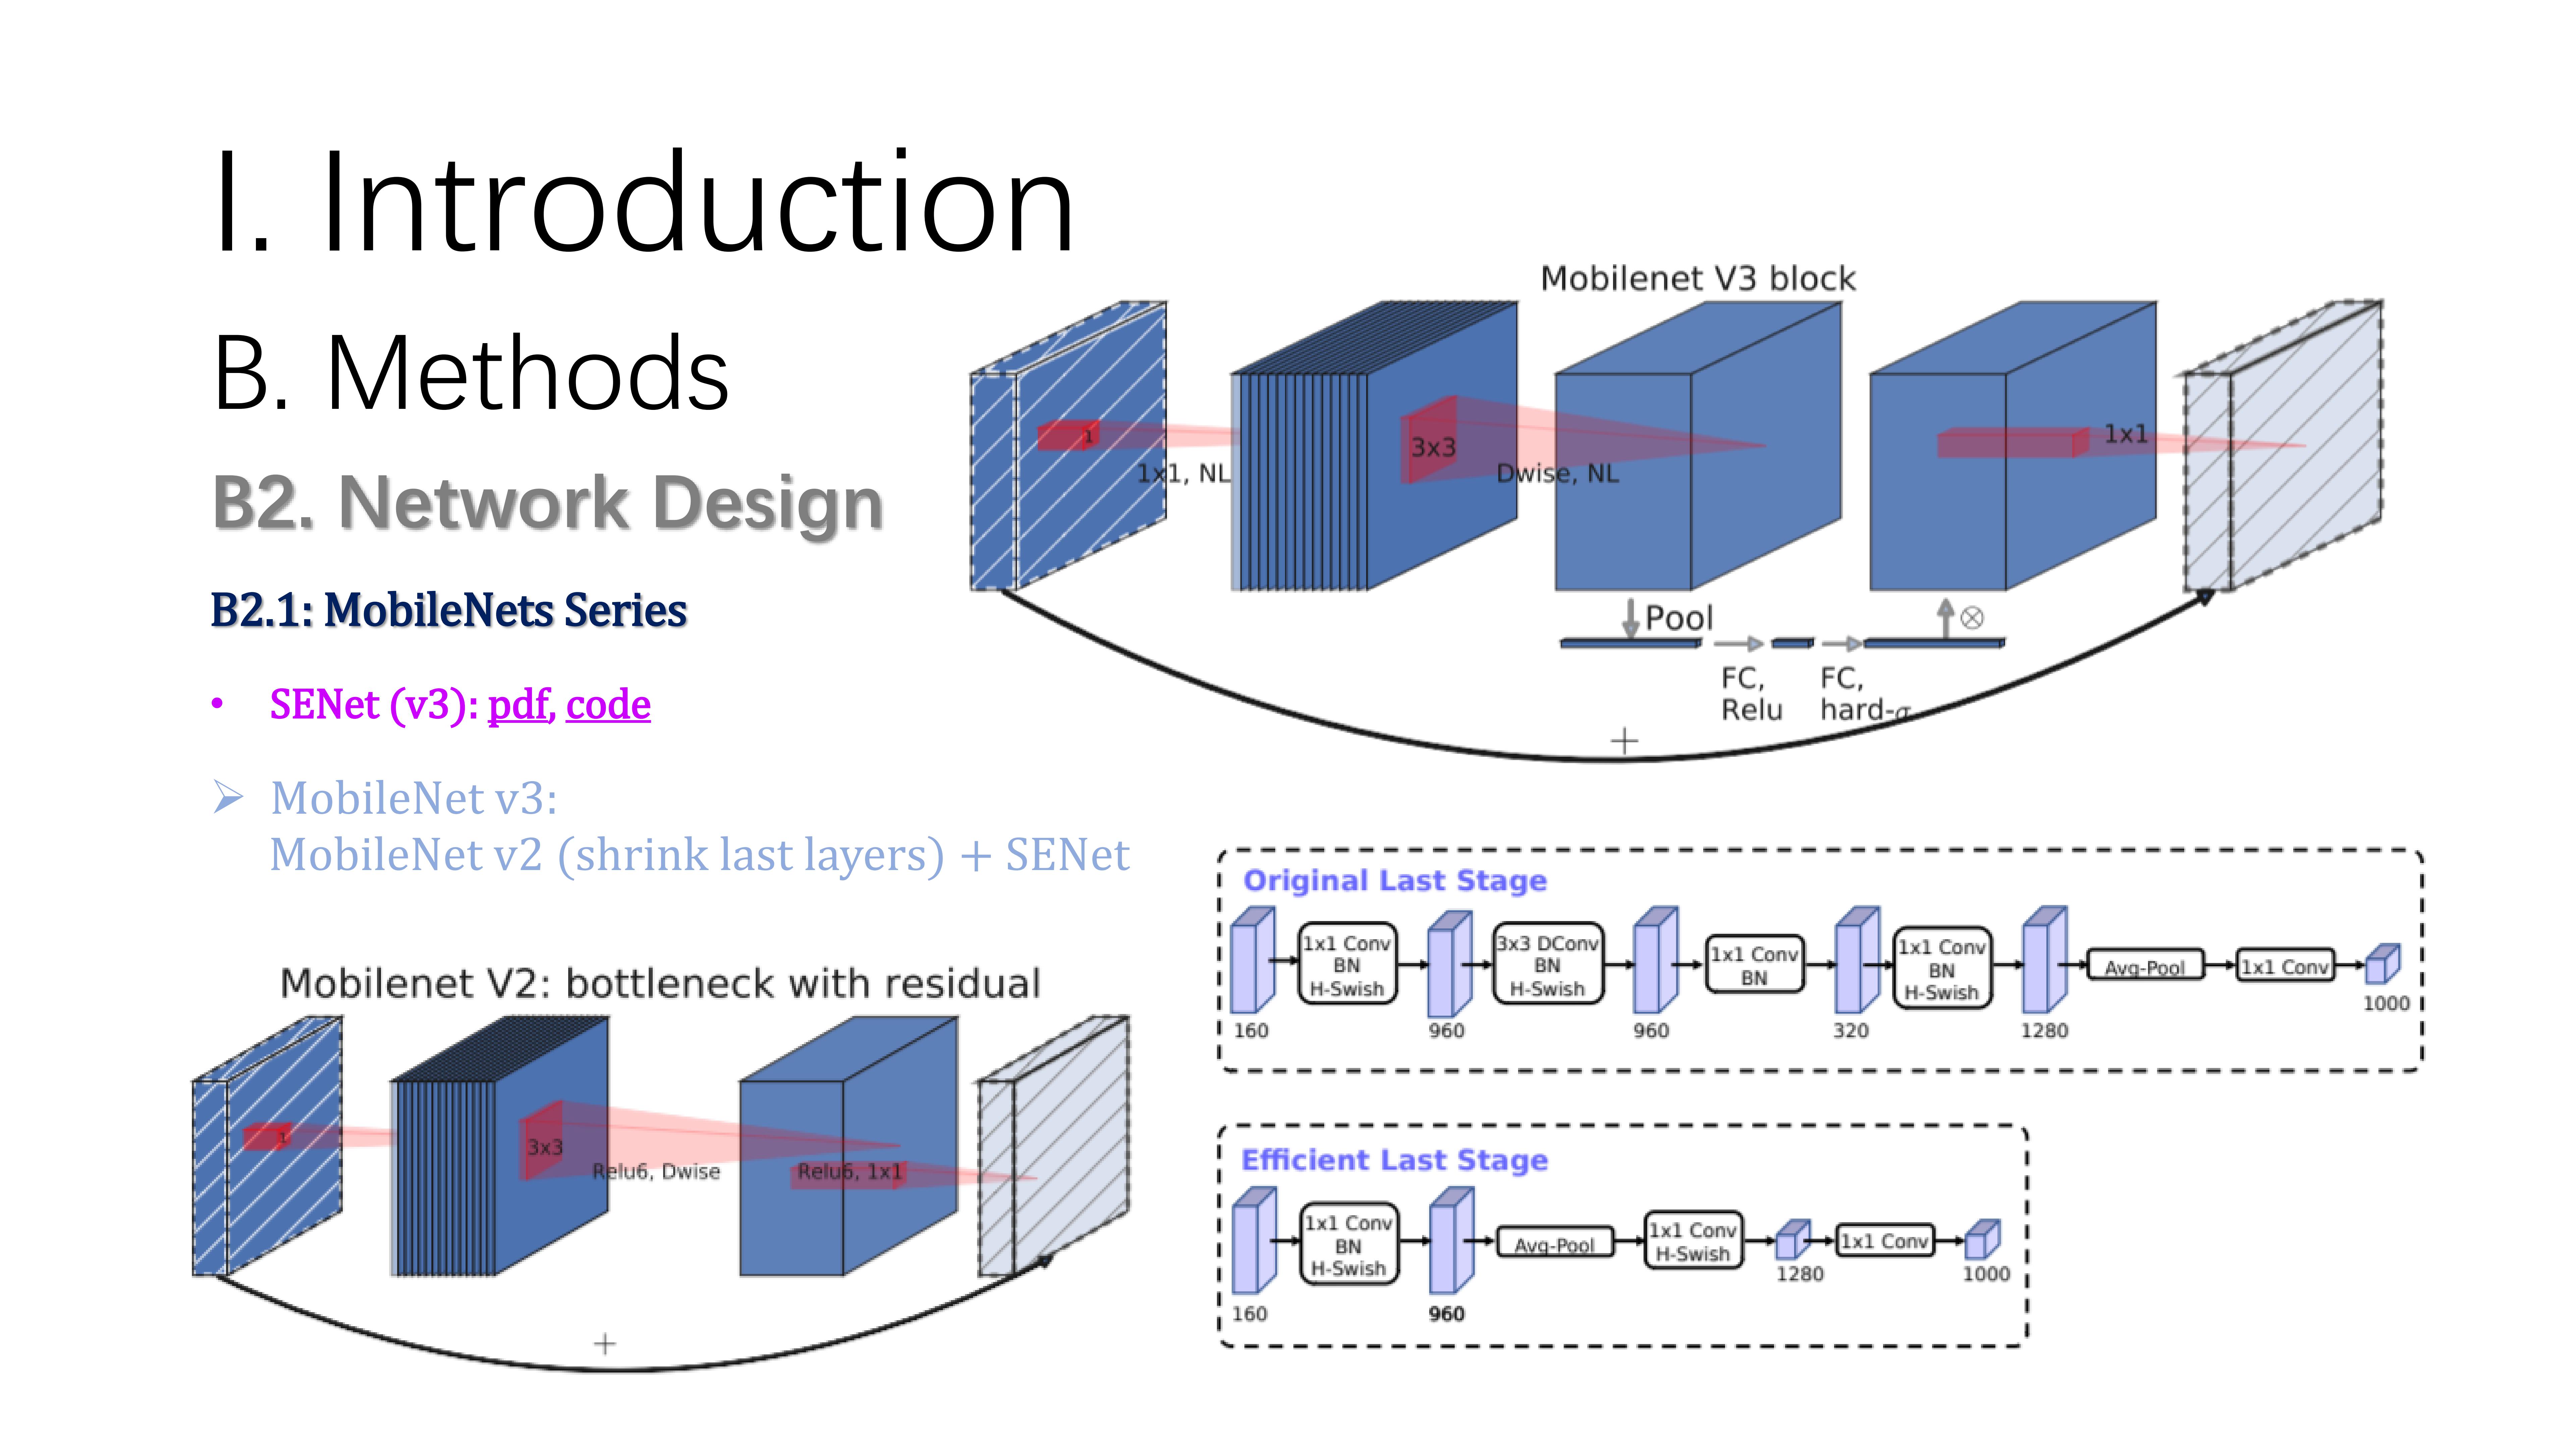 I. Introduction
B. Methods
B2. Network Design
B2.1: MobileNets Series
• SENet (v3): pdf, code
➢ MobileNet v3:
MobileNet v2 (shrink last layers) + SENet
Mobilenet V3 block
1
1x1, NL
3x3
Dwise, NL
1x1
Pool
⊗
FC,
Relu
FC,
hard-σ
+
Mobilenet V2: bottleneck with residual
1
3x3
Relu6, Dwise
Relu6, 1x1
+
Original Last Stage
160
1x1 Conv
BN
H-Swish
960
3x3 DConv
BN
H-Swish
960
1x1 Conv
BN
320
1x1 Conv
BN
H-Swish
1280
Avg-Pool
1x1 Conv
1000
Efficient Last Stage
160
1x1 Conv
BN
H-Swish
960
Avg-Pool
1x1 Conv
H-Swish
1280
1x1 Conv
1000